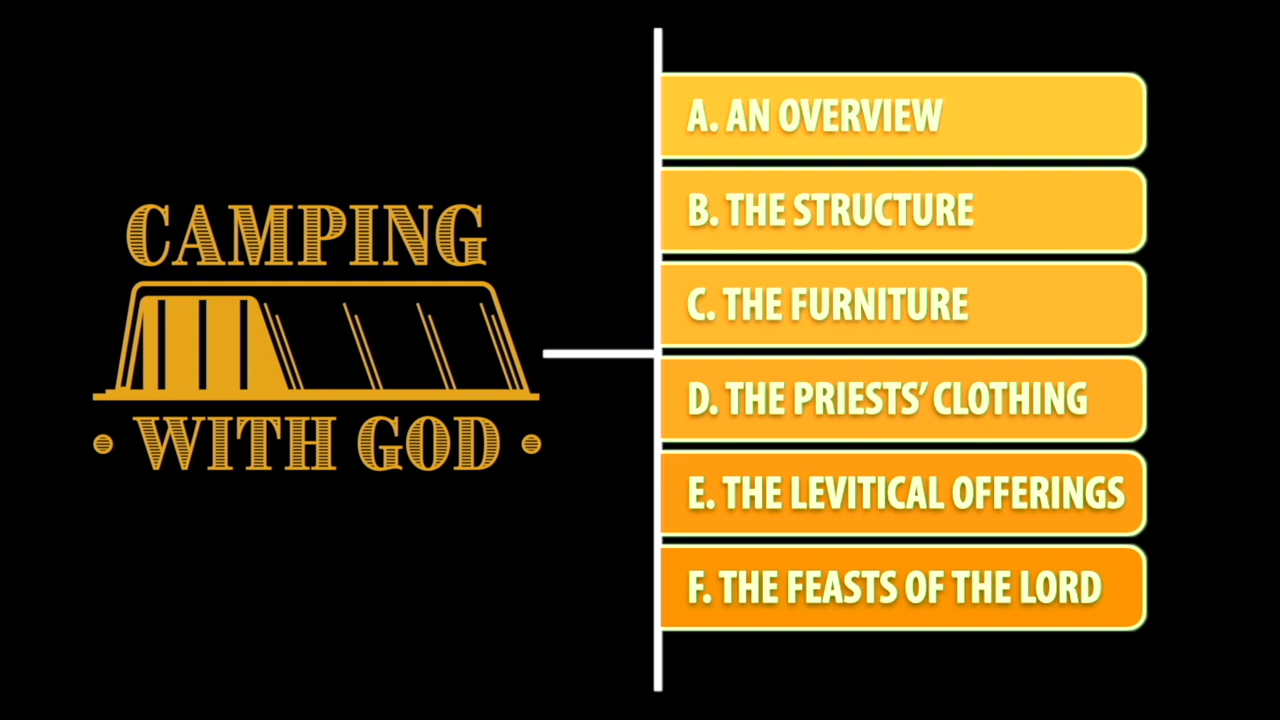 CAMPING
• WITH GOD •
A. AN OVERVIEW
B. THE STRUCTURE
C. THE FURNITURE
D. THE PRIESTS’ CLOTHING
E. THE LEVITICAL OFFERINGS
F. THE FEASTS OF THE LORD